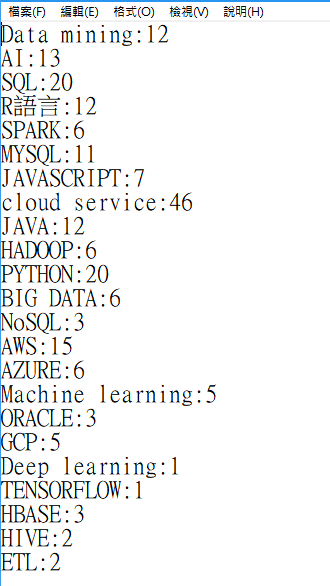 檔案(F) 編輯(E) 格式(O) 檢視(V) 說明(H)
Data mining:12
AI:13
SQL:20
R語言:12
SPARK:6
MYSQL:11
JAVASCRIPT:7
cloud service:46
JAVA:12
HADOOP:6
PYTHON:20
BIG DATA:6
NoSQL:3
AWS:15
AZURE:6
Machine learning:5
ORACLE:3
GCP:5
Deep learning:1
TENSORFLOW:1
HBASE:3
HIVE:2
ETL:2